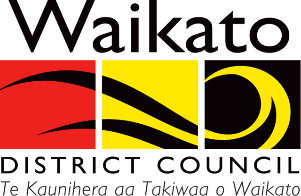 Waikato
DISTRICT COUNCIL
Te Kaunihera aa Takiwaa o Waikato